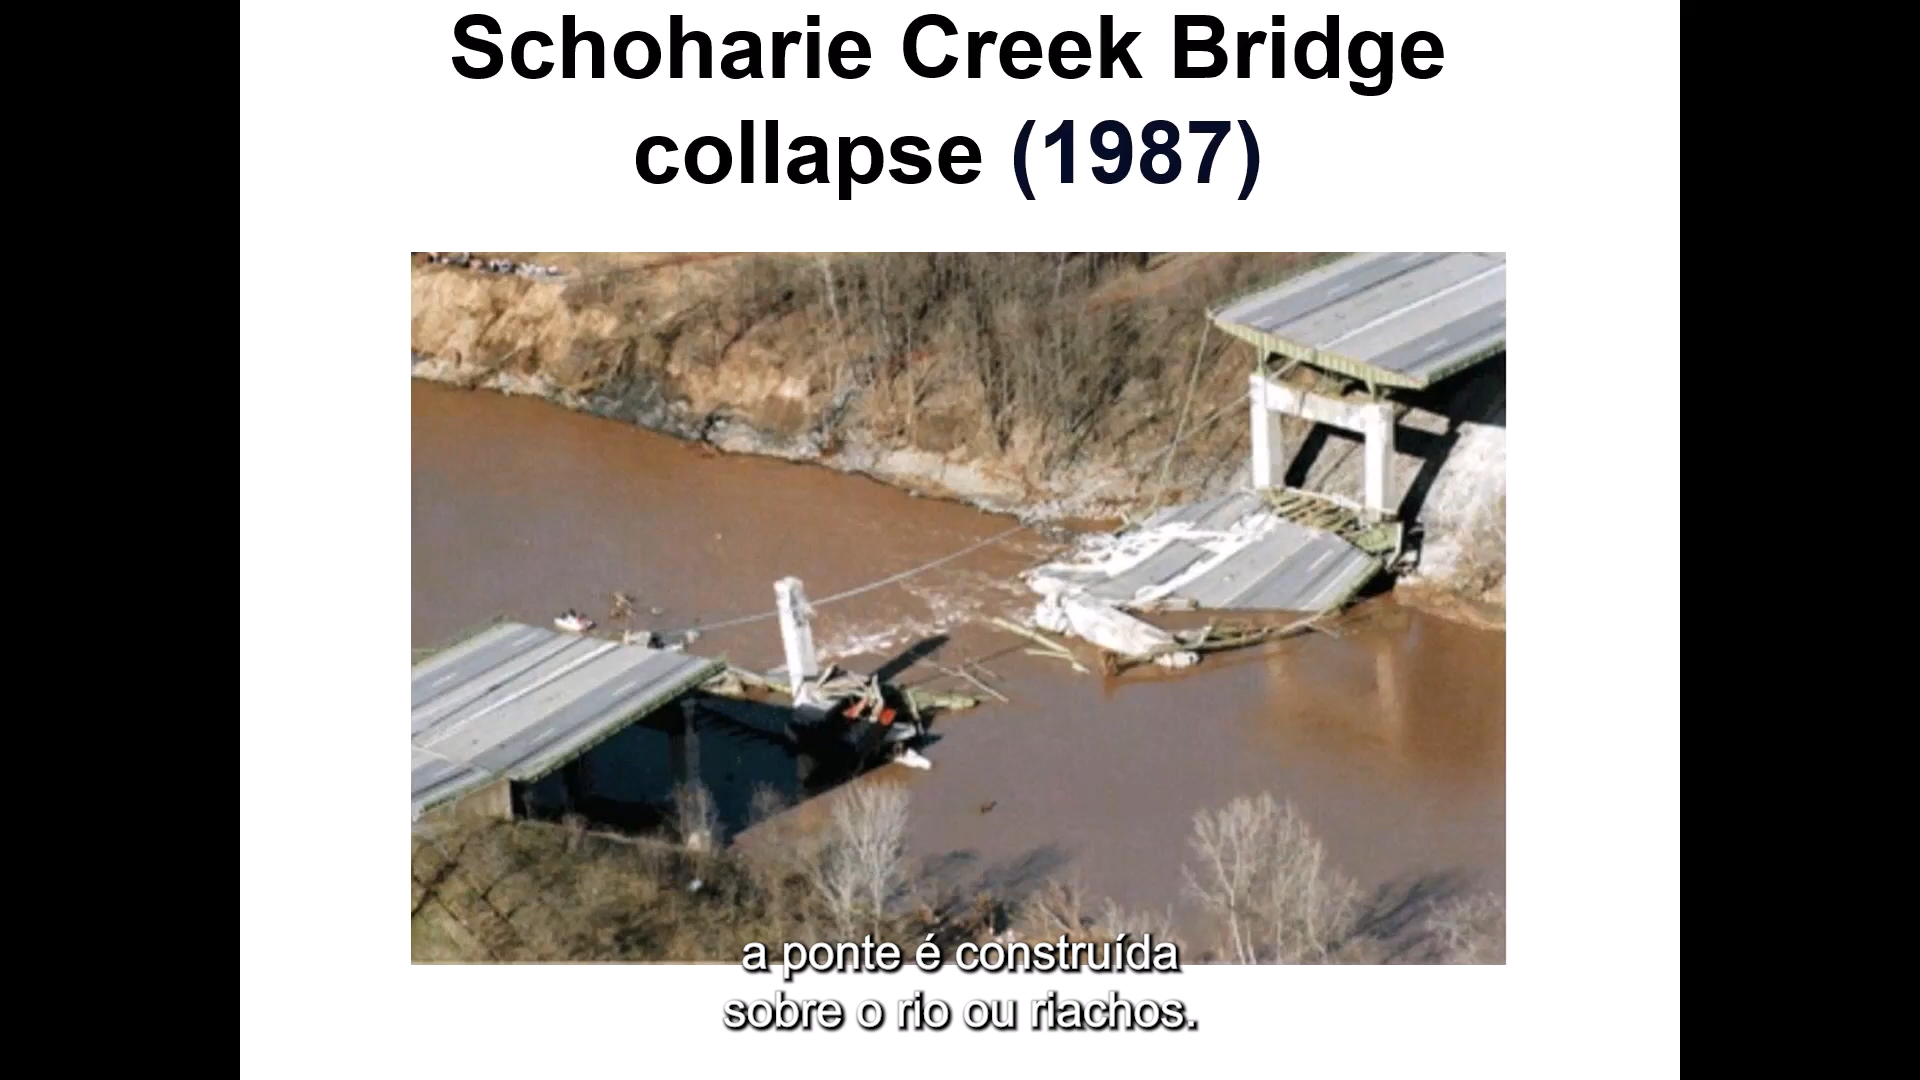 Schoharie Creek Bridge
collapse (1987)
a ponte é construída
sobre o rio ou riachos.